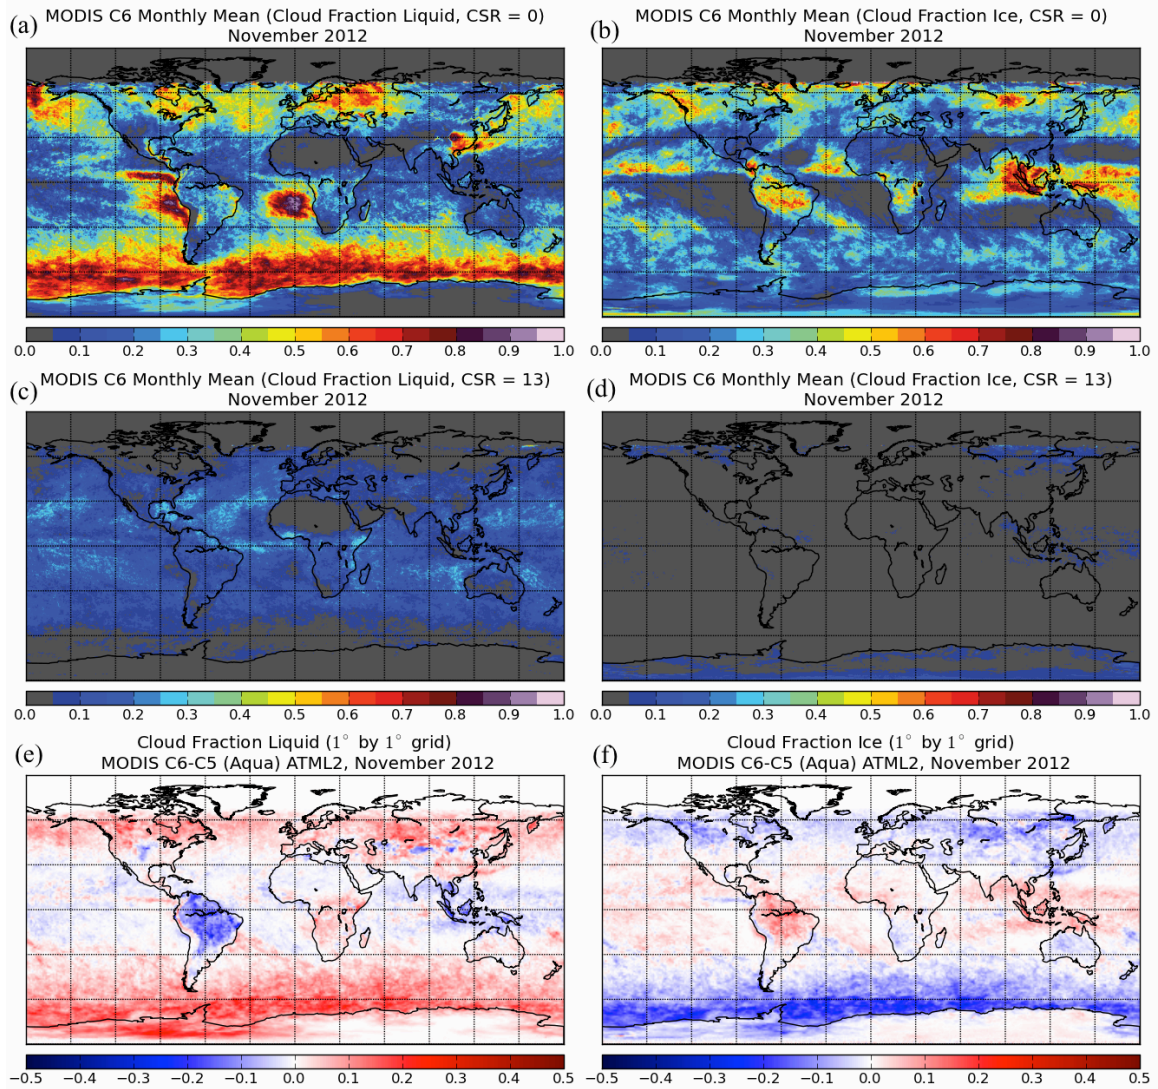 (a)
MODIS C6 Monthly Mean (Cloud Fraction Liquid, CSR = 0)
November 2012
0.0 0.1 0.2 0.3 0.4 0.5 0.6 0.7 0.8 0.9 1.0
(b)
MODIS C6 Monthly Mean (Cloud Fraction Ice, CSR = 0)
November 2012
0.0 0.1 0.2 0.3 0.4 0.5 0.6 0.7 0.8 0.9 1.0
(c)
MODIS C6 Monthly Mean (Cloud Fraction Liquid, CSR = 13)
November 2012
0.0 0.1 0.2 0.3 0.4 0.5 0.6 0.7 0.8 0.9 1.0
(d)
MODIS C6 Monthly Mean (Cloud Fraction Ice, CSR = 13)
November 2012
0.0 0.1 0.2 0.3 0.4 0.5 0.6 0.7 0.8 0.9 1.0
(e)
Cloud Fraction Liquid (1° by 1° grid)
MODIS C6-C5 (Aqua) ATML2, November 2012
−0.5 −0.4 −0.3 −0.2 −0.1 0.0 0.1 0.2 0.3 0.4 0.5
(f)
Cloud Fraction Ice (1° by 1° grid)
MODIS C6-C5 (Aqua) ATML2, November 2012
−0.5 −0.4 −0.3 −0.2 −0.1 0.0 0.1 0.2 0.3 0.4 0.5